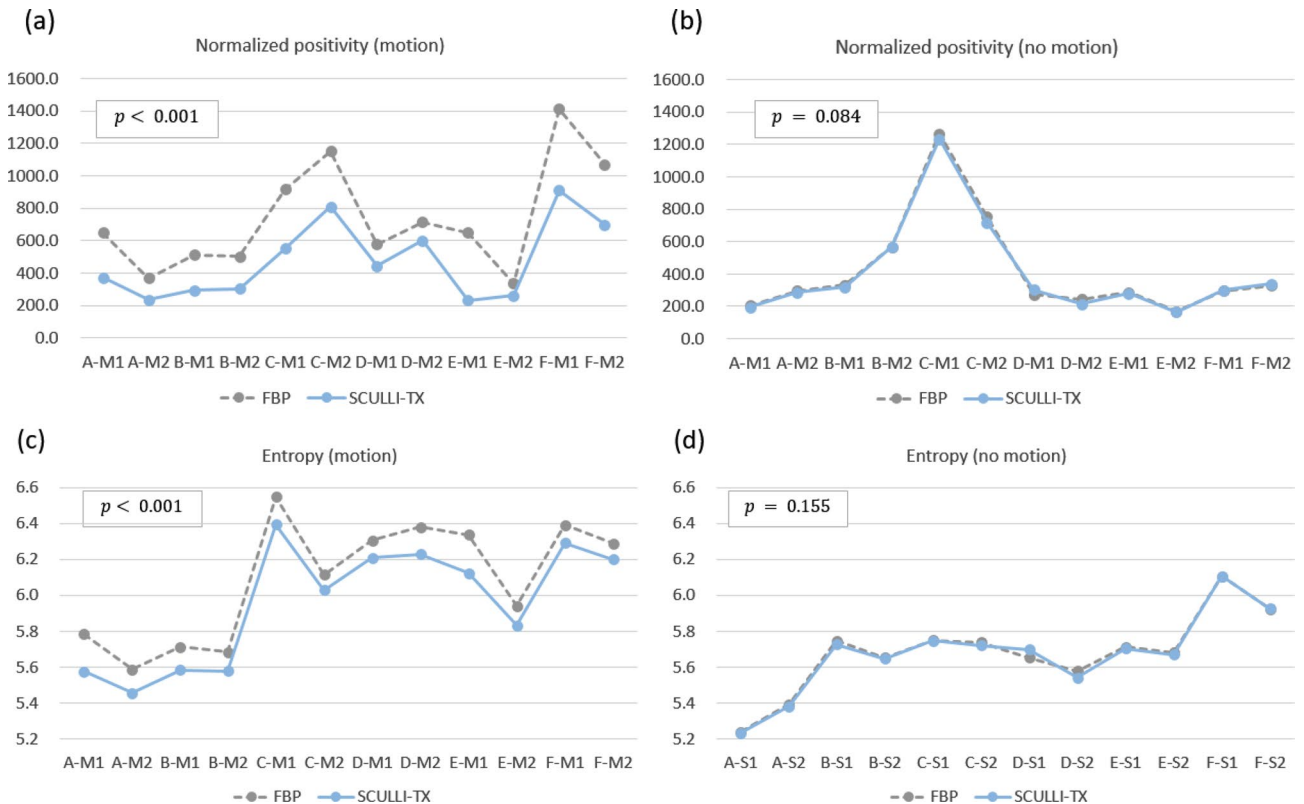 (a)
Normalized positivity (motion)
1600.0
1400.0
1200.0
1000.0
800.0
600.0
400.0
200.0
0.0
p < 0.001
A-M1 A-M2 B-M1 B-M2 C-M1 C-M2 D-M1 D-M2 E-M1 E-M2 F-M1 F-M2
FBP SCULLI-TX
(b)
Normalized positivity (no motion)
1600.0
1400.0
1200.0
1000.0
800.0
600.0
400.0
200.0
0.0
p = 0.084
A-M1 A-M2 B-M1 B-M2 C-M1 C-M2 D-M1 D-M2 E-M1 E-M2 F-M1 F-M2
FBP SCULLI-TX
(c)
Entropy (motion)
6.6
6.4
6.2
6.0
5.8
5.6
5.4
5.2
p < 0.001
A-M1 A-M2 B-M1 B-M2 C-M1 C-M2 D-M1 D-M2 E-M1 E-M2 F-M1 F-M2
FBP SCULLI-TX
(d)
Entropy (no motion)
6.6
6.4
6.2
6.0
5.8
5.6
5.4
5.2
p = 0.155
A-S1 A-S2 B-S1 B-S2 C-S1 C-S2 D-S1 D-S2 E-S1 E-S2 F-S1 F-S2
FBP SCULLI-TX